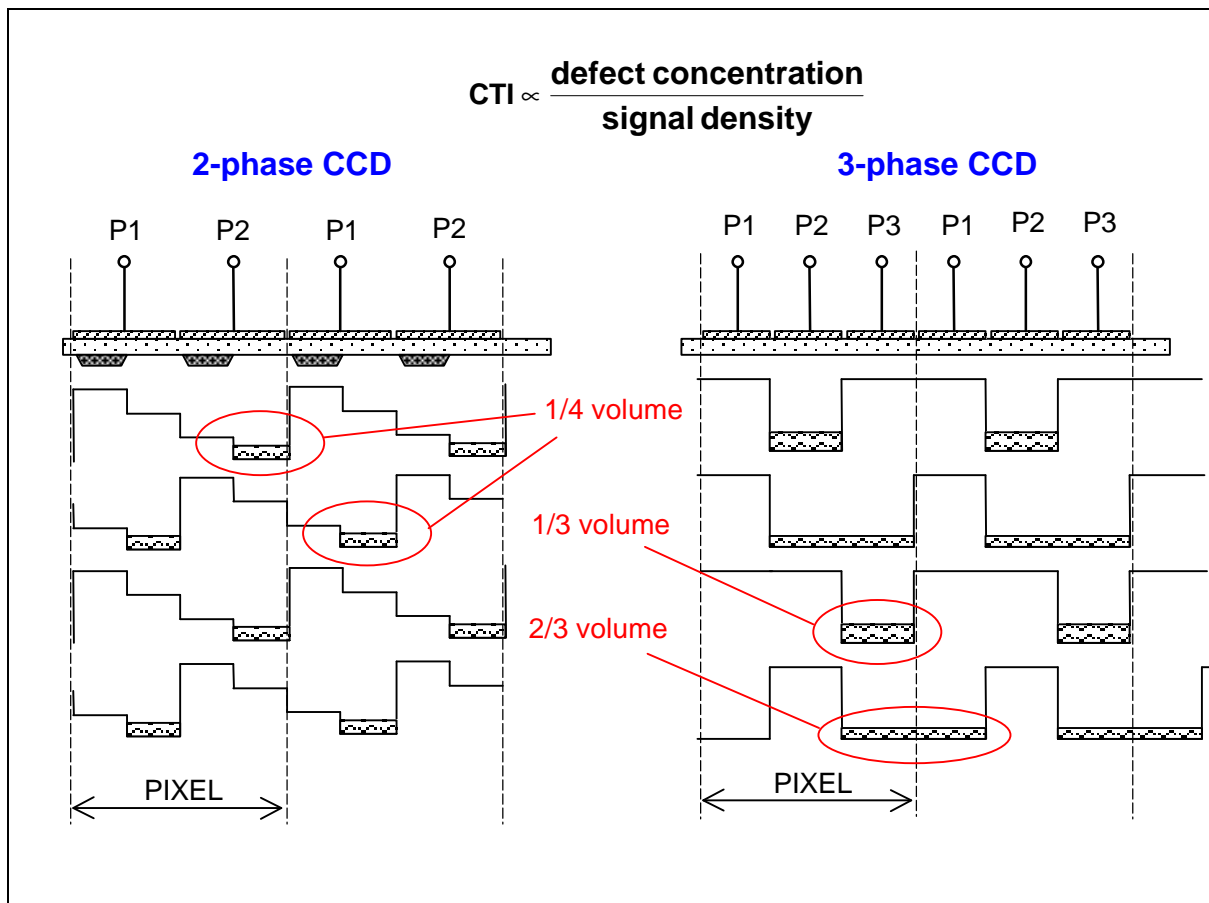 CTI ∝ defect concentration
signal density
2-phase CCD
3-phase CCD
P1 P2 P1 P2
P1 P2 P3 P1 P2 P3
1/4 volume
1/3 volume
2/3 volume
PIXEL
PIXEL